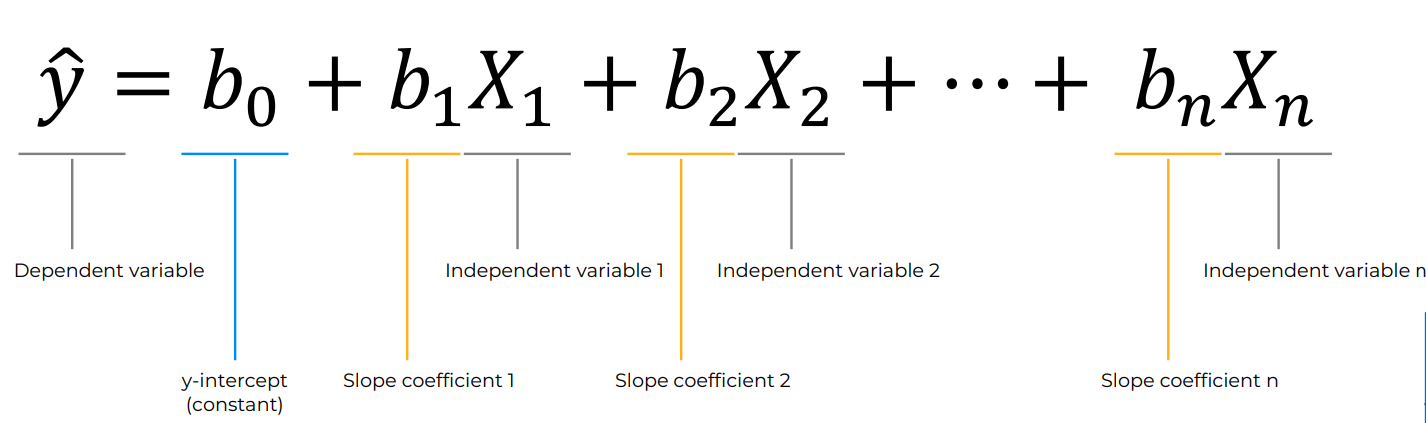 ŷ = b₀ + b₁X₁ + b₂X₂ + ⋯ + bₙXₙ
Dependent variable
Independent variable 1
Independent variable 2
Independent variable n
y-intercept
(constant)
Slope coefficient 1
Slope coefficient 2
Slope coefficient n